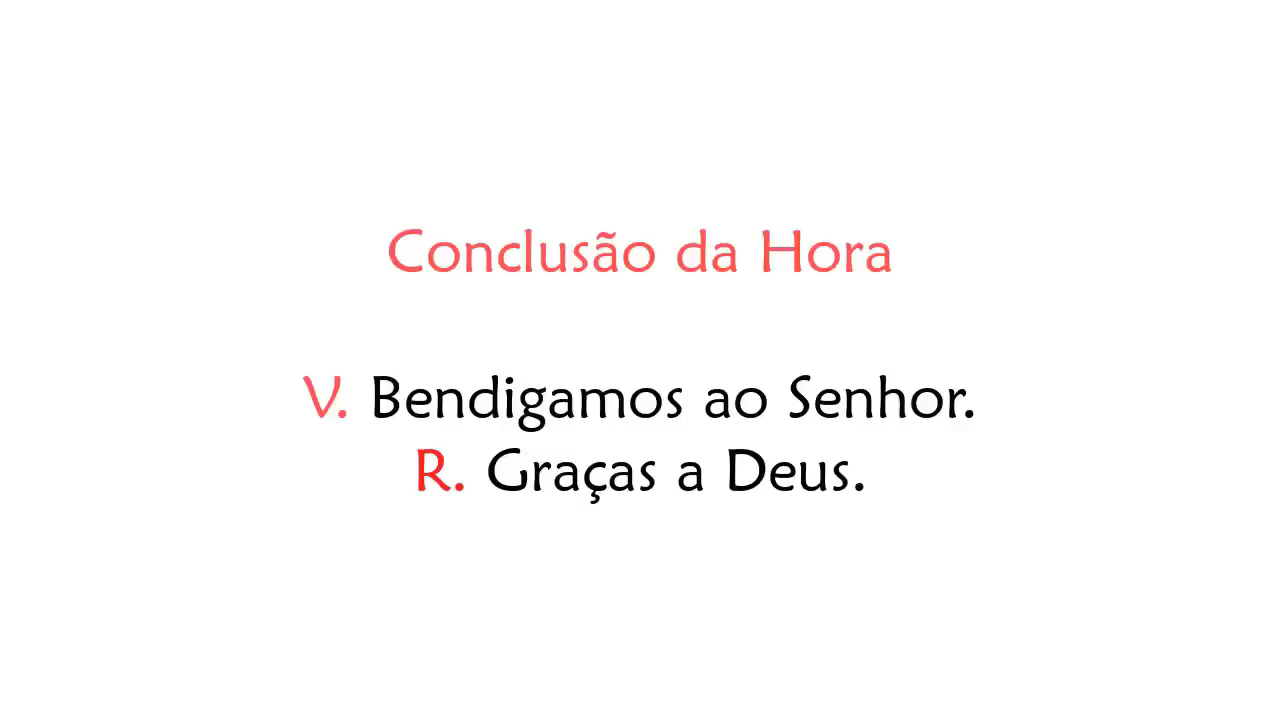 Conclusão da Hora
V. Bendigamos ao Senhor.
R. Graças a Deus.